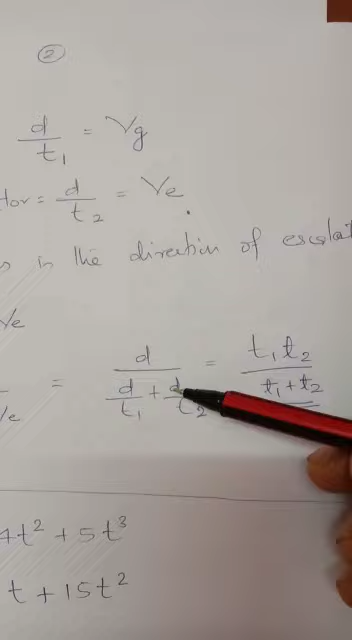 2
d/t₁ = Vg
tor = d/t₂ = Ve.
in the direction of escalat
Ve
/Ve = d/(d/t₁ + d/t₂) = t₁t₂/(t₁ + t₂)
4t² + 5t³
t + 15t²